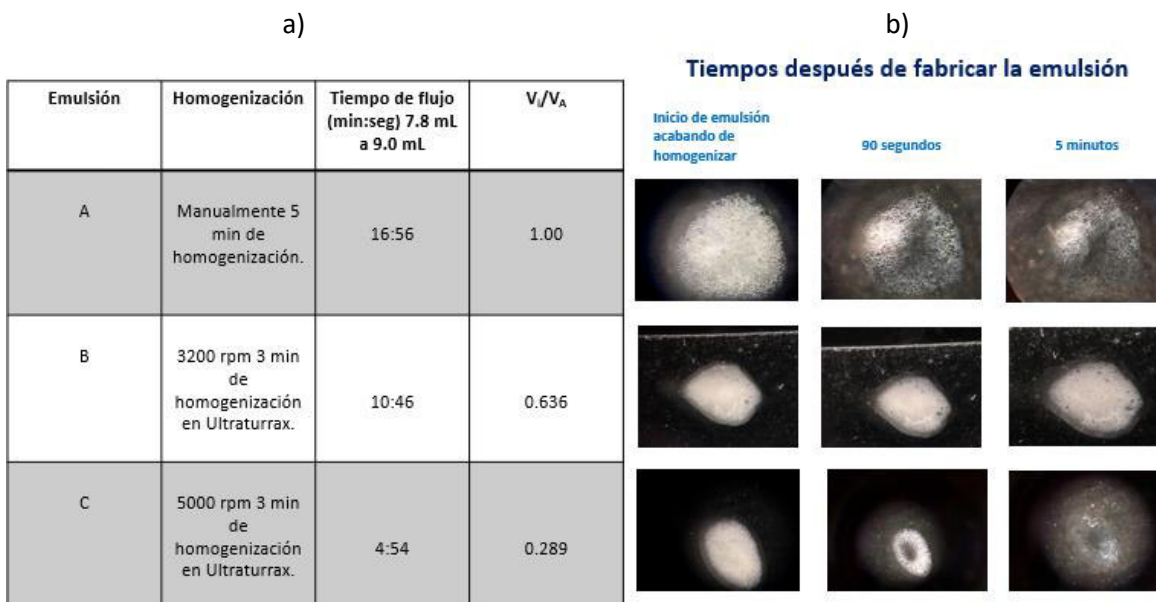 a)
b)
Tiempos después de fabricar la emulsión
Emulsión
Homogenización
Tiempo de flujo
(min:seg) 7.8 mL
a 9.0 mL
Vᵢ/V_A
Inicio de emulsión
acabando de
homogenizar
90 segundos
5 minutos
A
Manualmente 5
min de
homogenización.
16:56
1.00
B
3200 rpm 3 min
de
homogenización
en Ultraturrax.
10:46
0.636
C
5000 rpm 3 min
de
homogenización
en Ultraturrax.
4:54
0.289